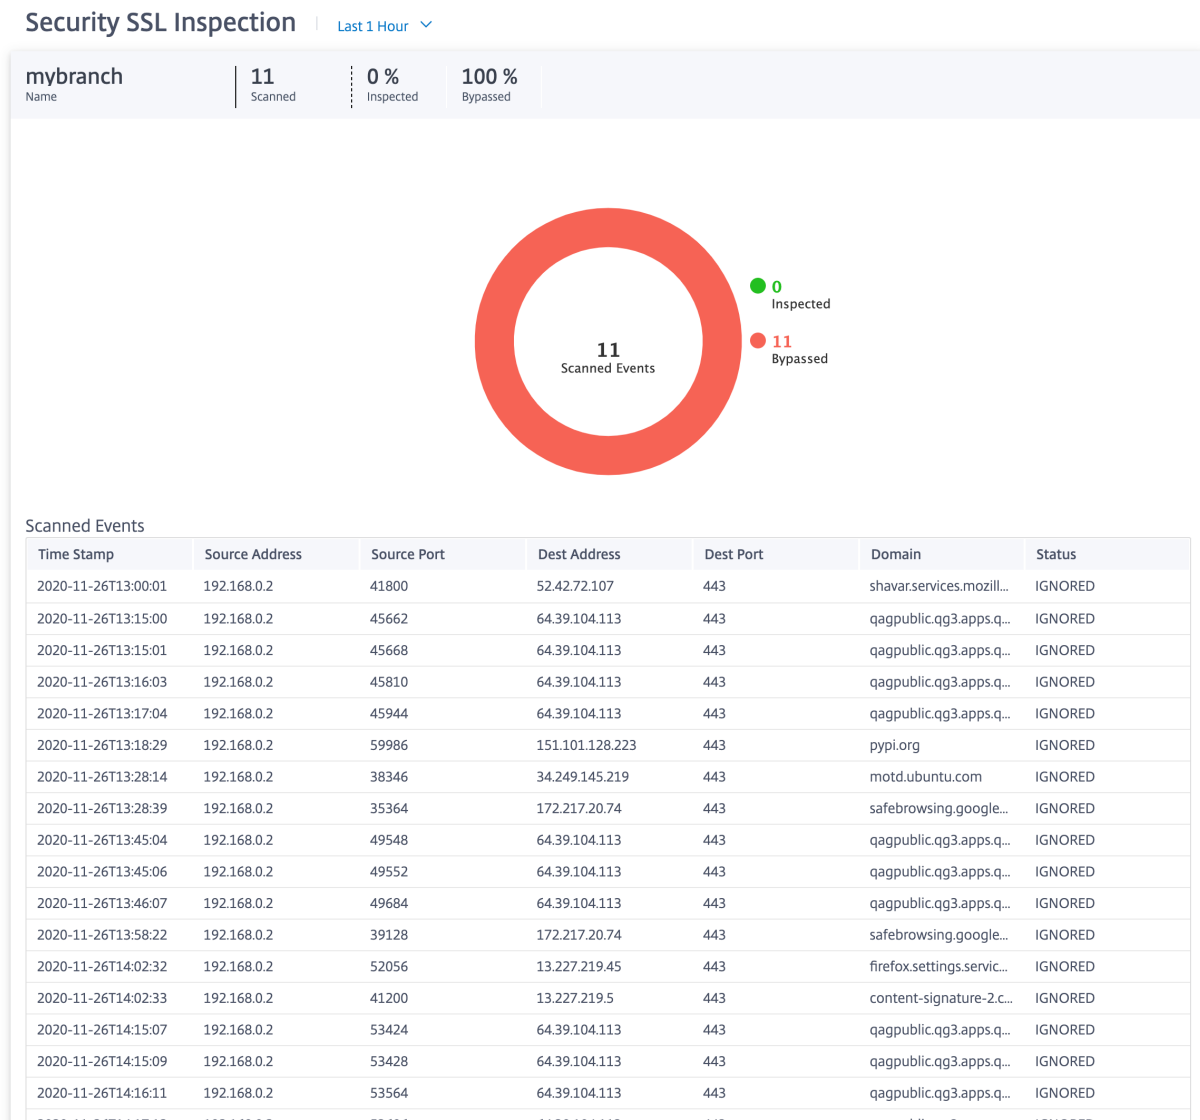 Security SSL Inspection Last 1 Hour
mybranch 11 0 % 100 %
Name Scanned Inspected Bypassed
0
Inspected
11
Bypassed
11
Scanned Events
Scanned Events
Time Stamp Source Address Source Port Dest Address Dest Port Domain Status
2020-11-26T13:00:01 192.168.0.2 41800 52.42.72.107 443 shavar.services.mozill... IGNORED
2020-11-26T13:15:00 192.168.0.2 45662 64.39.104.113 443 qagpublic.qg3.apps.q... IGNORED
2020-11-26T13:15:01 192.168.0.2 45668 64.39.104.113 443 qagpublic.qg3.apps.q... IGNORED
2020-11-26T13:16:03 192.168.0.2 45810 64.39.104.113 443 qagpublic.qg3.apps.q... IGNORED
2020-11-26T13:17:04 192.168.0.2 45944 64.39.104.113 443 qagpublic.qg3.apps.q... IGNORED
2020-11-26T13:18:29 192.168.0.2 59986 151.101.128.223 443 pypi.org IGNORED
2020-11-26T13:28:14 192.168.0.2 38346 34.249.145.219 443 motd.ubuntu.com IGNORED
2020-11-26T13:28:39 192.168.0.2 35364 172.217.20.74 443 safebrowsing.google... IGNORED
2020-11-26T13:45:04 192.168.0.2 49548 64.39.104.113 443 qagpublic.qg3.apps.q... IGNORED
2020-11-26T13:45:06 192.168.0.2 49552 64.39.104.113 443 qagpublic.qg3.apps.q... IGNORED
2020-11-26T13:46:07 192.168.0.2 49684 64.39.104.113 443 qagpublic.qg3.apps.q... IGNORED
2020-11-26T13:58:22 192.168.0.2 39128 172.217.20.74 443 safebrowsing.google... IGNORED
2020-11-26T14:02:32 192.168.0.2 52056 13.227.219.45 443 firefox.settings.servic... IGNORED
2020-11-26T14:02:33 192.168.0.2 41200 13.227.219.5 443 content-signature-2.c... IGNORED
2020-11-26T14:15:07 192.168.0.2 53424 64.39.104.113 443 qagpublic.qg3.apps.q... IGNORED
2020-11-26T14:15:09 192.168.0.2 53428 64.39.104.113 443 qagpublic.qg3.apps.q... IGNORED
2020-11-26T14:16:11 192.168.0.2 53564 64.39.104.113 443 qagpublic.qg3.apps.q... IGNORED